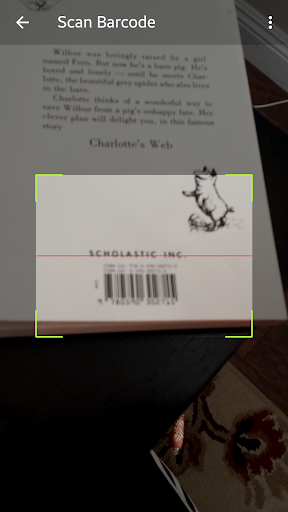 Scan Barcode
Wilbur was lovingly raised by a girl
named Fern. But now he's a barn pig. He's
bored and lonely — until he meets Char-
lotte, the beautiful grey spider who also lives
in the barn.
Charlotte thinks of a wonderful way to
save Wilbur from a pig's unhappy fate. Her
clever plan will delight you, in this famous
story
Charlotte's Web
SCHOLASTIC INC.